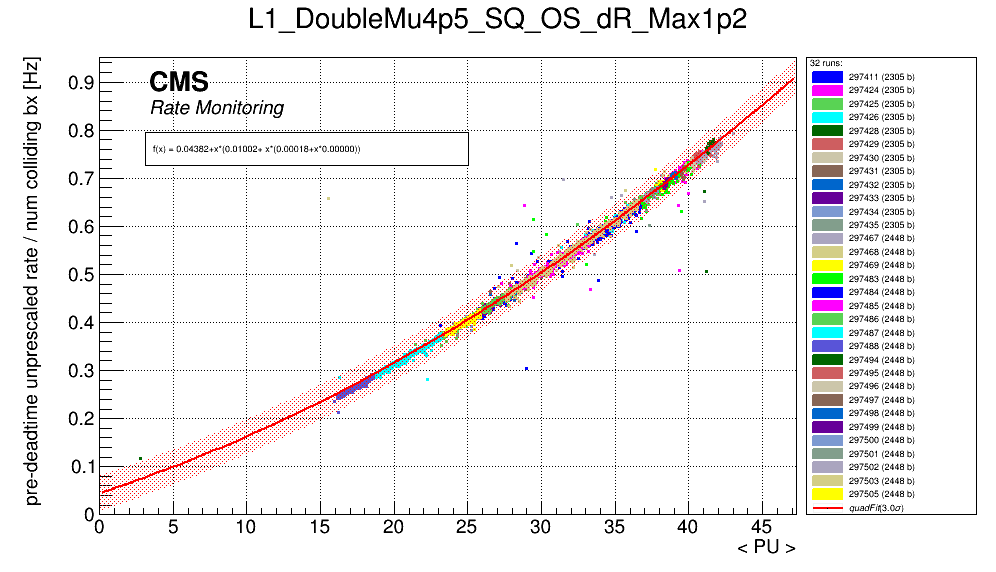 L1_DoubleMu4p5_SQ_OS_dR_Max1p2
pre-deadtime unprescaled rate / num colliding bx [Hz]
CMS
Rate Monitoring
f(x) = 0.04382+x*(0.01002+ x*(0.00018+x*0.00000))
0.9
0.8
0.7
0.6
0.5
0.4
0.3
0.2
0.1
0
0 5 10 15 20 25 30 35 40 45
< PU >
32 runs:
297411 (2305 b)
297424 (2305 b)
297425 (2305 b)
297426 (2305 b)
297428 (2305 b)
297429 (2305 b)
297430 (2305 b)
297431 (2305 b)
297432 (2305 b)
297433 (2305 b)
297434 (2305 b)
297435 (2305 b)
297467 (2448 b)
297468 (2448 b)
297469 (2448 b)
297483 (2448 b)
297484 (2448 b)
297485 (2448 b)
297486 (2448 b)
297487 (2448 b)
297488 (2448 b)
297494 (2448 b)
297495 (2448 b)
297496 (2448 b)
297497 (2448 b)
297498 (2448 b)
297499 (2448 b)
297500 (2448 b)
297501 (2448 b)
297502 (2448 b)
297503 (2448 b)
297505 (2448 b)
quadFit(3.0σ)